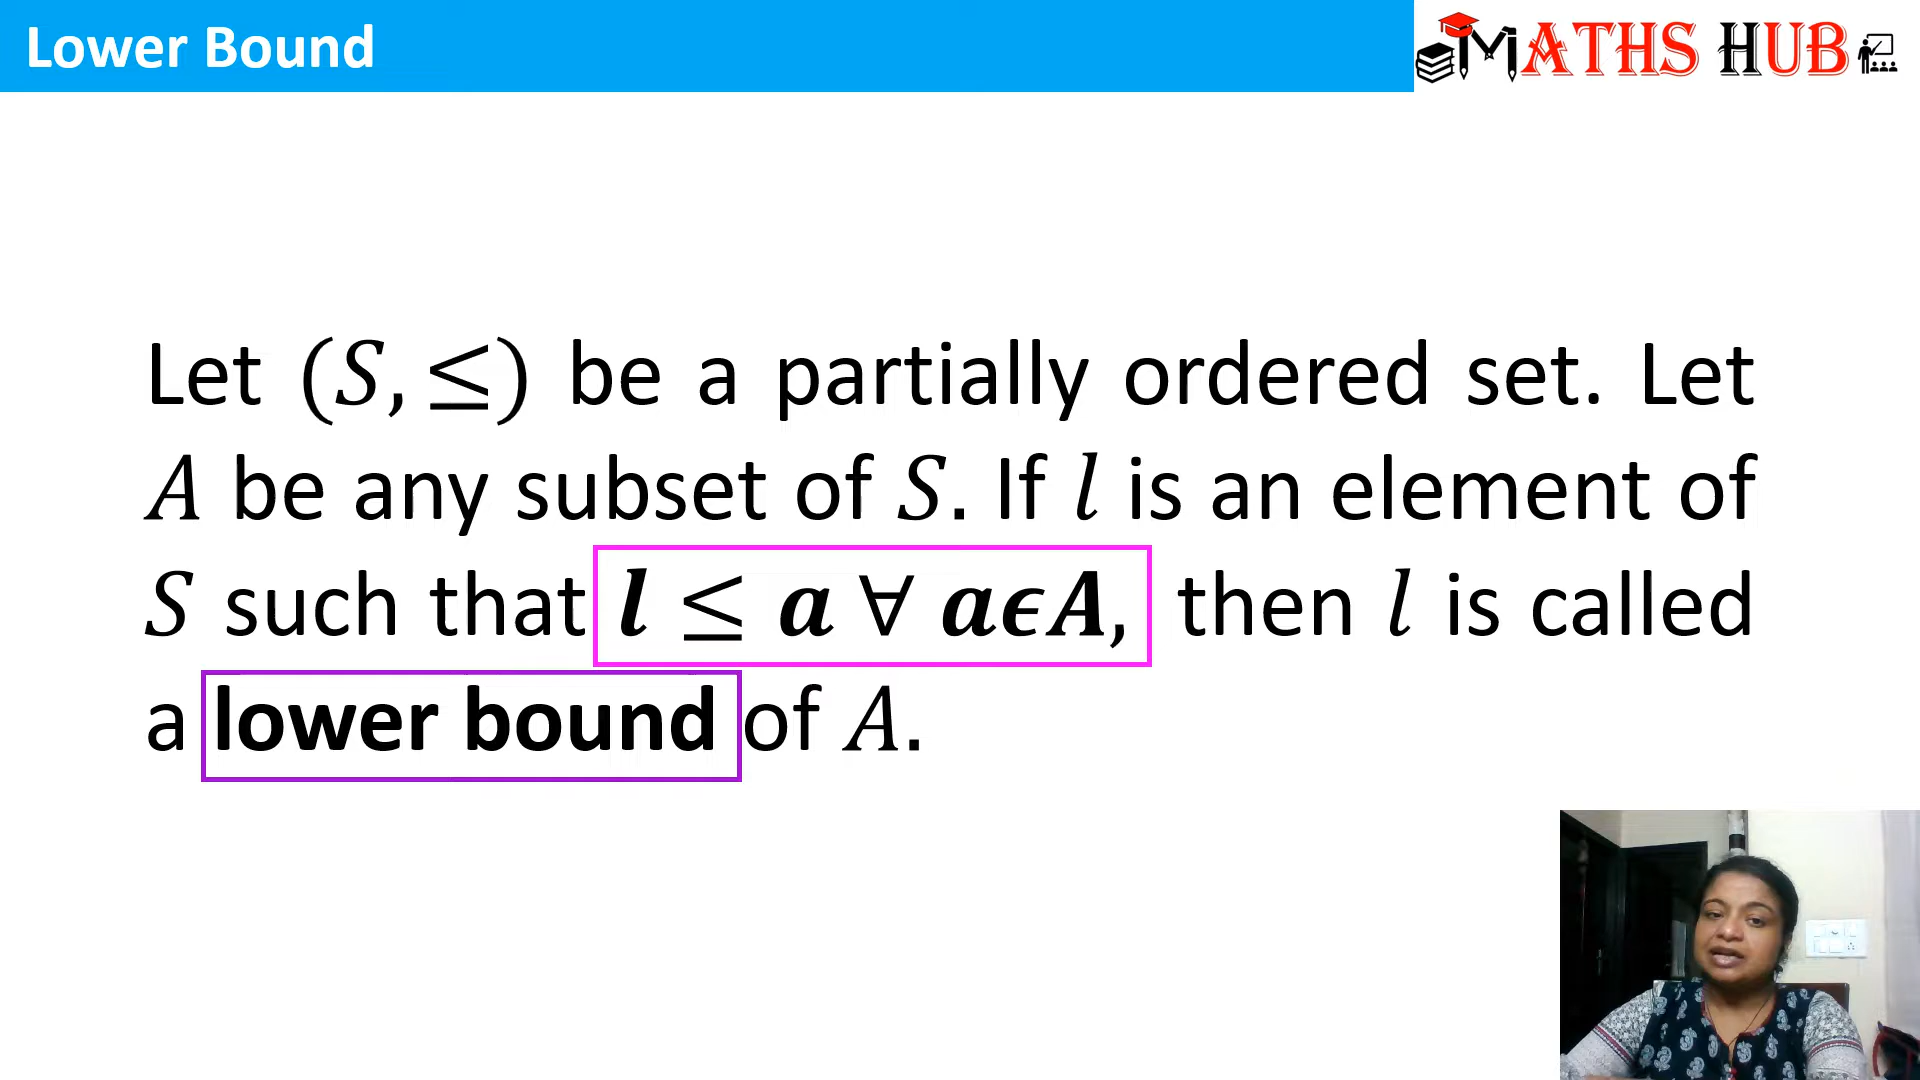 Lower Bound
MATHS HUB
Let (S, ≤) be a partially ordered set. Let
A be any subset of S. If l is an element of
S such that l ≤ a ∀ aϵA, then l is called
a lower bound of A.